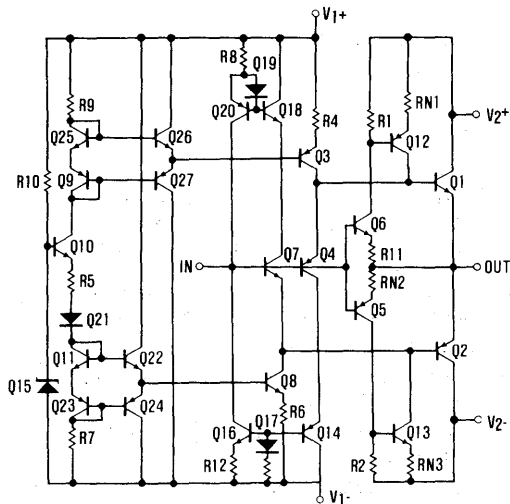 V1+
R8
Q19
R9
Q20
Q18
R4
R1
RN1
V2+
Q25
Q26
Q12
Q3
R10
Q9
Q27
Q1
Q6
Q10
R11
IN
Q7
Q4
OUT
R5
RN2
Q5
Q21
Q11
Q22
Q2
Q15
Q8
Q23
Q24
R6
Q16
Q17
Q14
Q13
V2-
R7
R12
R2
RN3
V1-